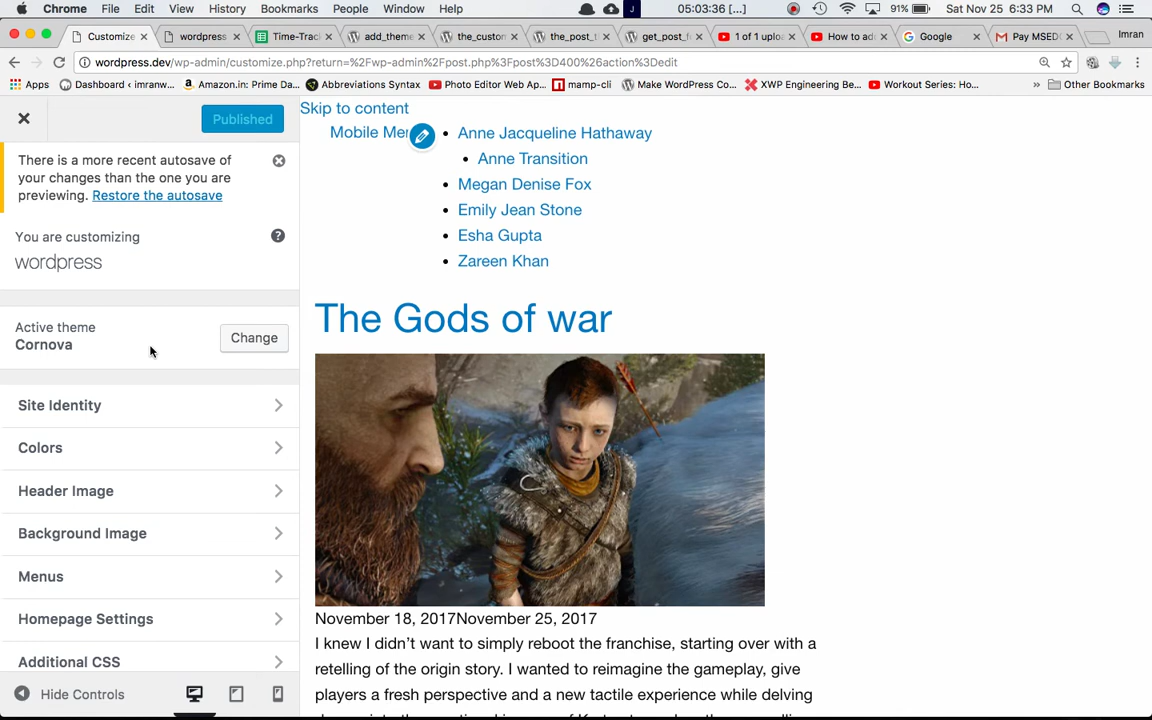 Chrome File Edit View History Bookmarks People Window Help 05:03:36 [...] 91% Sat Nov 25 6:33 PM
Customize wordpress Time-Track add_theme the_custom the_post_t get_post_f 1 of 1 uploa How to add Google Pay MSED Imran
wordpress.dev/wp-admin/customize.php?return=%2Fwp-admin%2Fpost.php%3Fpost%3D400%26action%3Dedit
Apps Dashboard ‹ imranw... Amazon.in: Prime Da... Abbreviations Syntax Photo Editor Web Ap... mamp-cli Make WordPress Co... XWP Engineering Be... Workout Series: Ho... » Other Bookmarks
Published
There is a more recent autosave of
your changes than the one you are
previewing. Restore the autosave
You are customizing
wordpress
Active theme
Cornova
Change
Site Identity
Colors
Header Image
Background Image
Menus
Homepage Settings
Additional CSS
Hide Controls
Skip to content
Mobile Me
Anne Jacqueline Hathaway
Anne Transition
Megan Denise Fox
Emily Jean Stone
Esha Gupta
Zareen Khan
The Gods of war
November 18, 2017November 25, 2017
I knew I didn't want to simply reboot the franchise, starting over with a
retelling of the origin story. I wanted to reimagine the gameplay, give
players a fresh perspective and a new tactile experience while delving